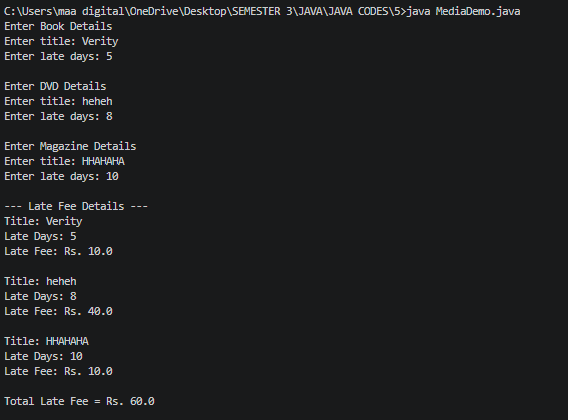 C:\Users\maa digital\OneDrive\Desktop\SEMESTER 3\JAVA\JAVA CODES\5>java MediaDemo.java
Enter Book Details
Enter title: Verity
Enter late days: 5
Enter DVD Details
Enter title: heheh
Enter late days: 8
Enter Magazine Details
Enter title: HHAHAHA
Enter late days: 10
--- Late Fee Details ---
Title: Verity
Late Days: 5
Late Fee: Rs. 10.0
Title: heheh
Late Days: 8
Late Fee: Rs. 40.0
Title: HHAHAHA
Late Days: 10
Late Fee: Rs. 10.0
Total Late Fee = Rs. 60.0